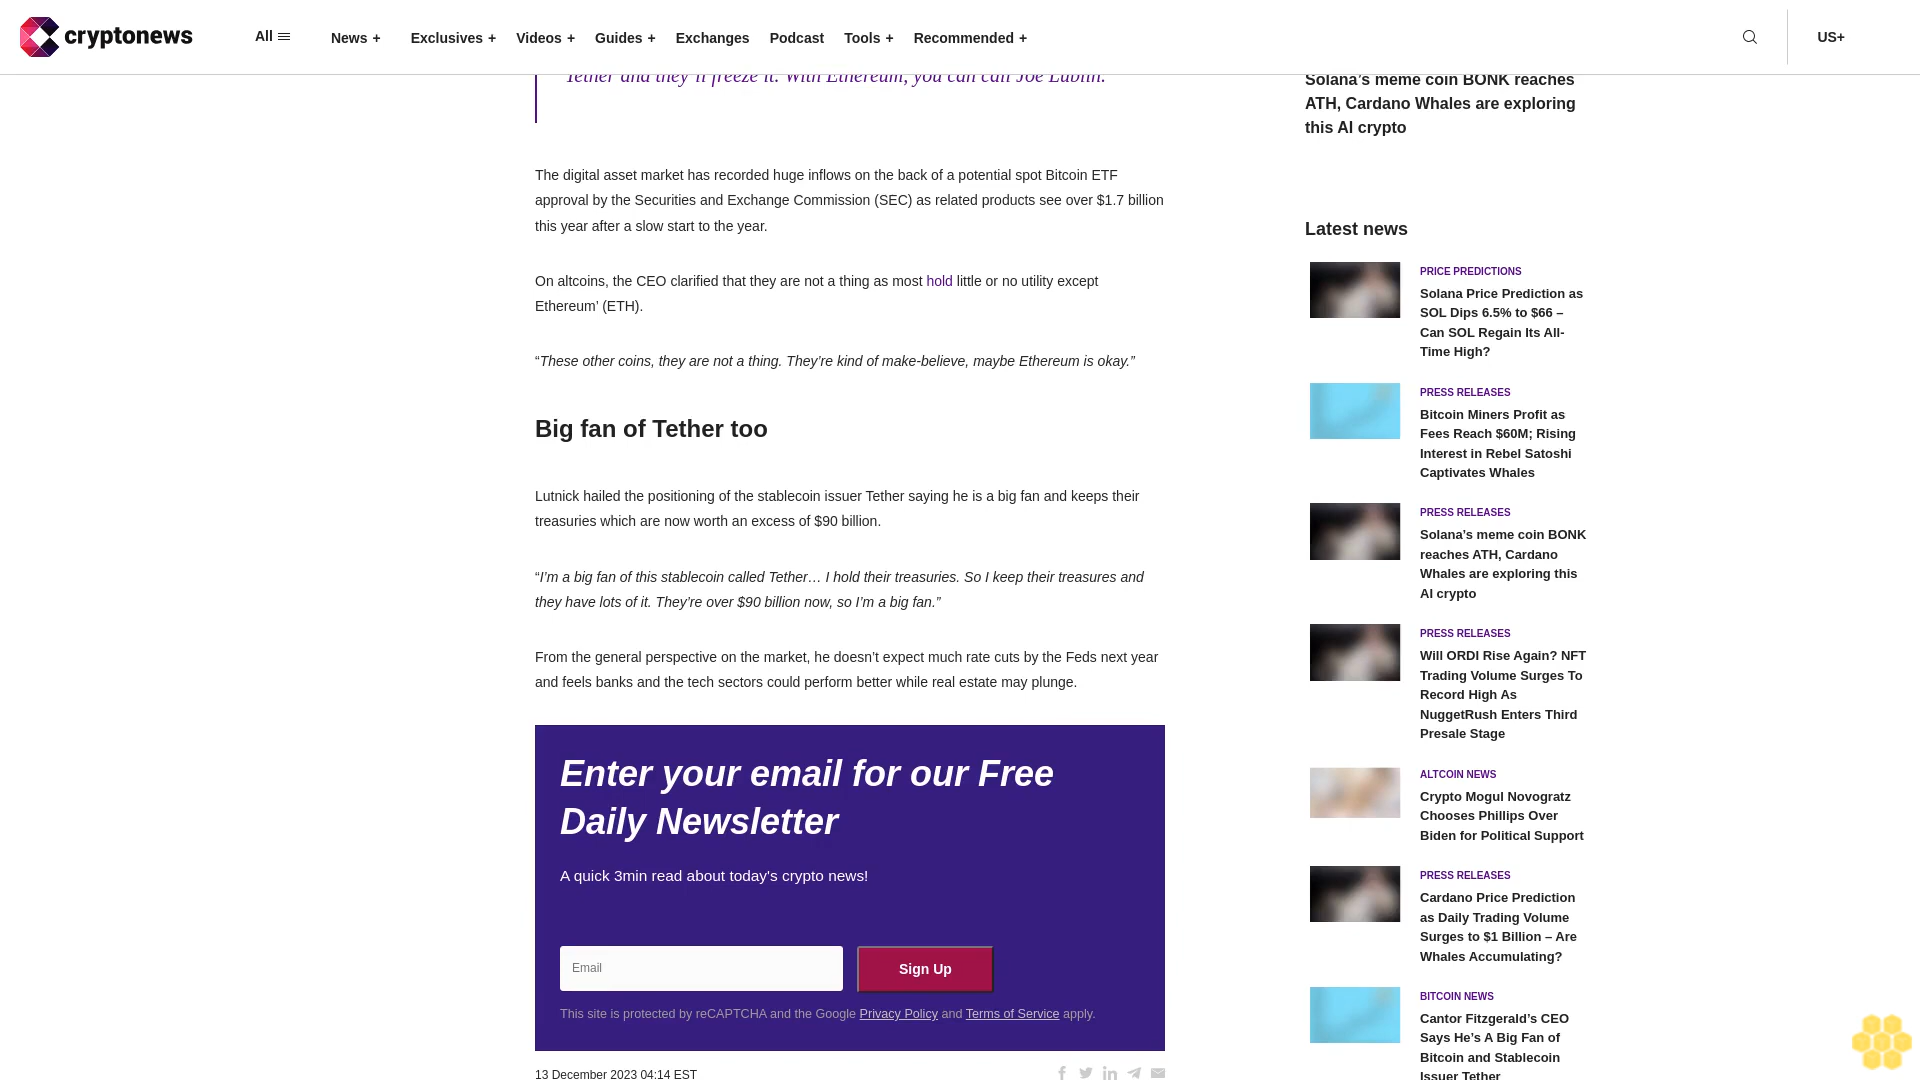 cryptonews
All
News +
Exclusives +
Videos +
Guides +
Exchanges
Podcast
Tools +
Recommended +
US+
Tether and they'll freeze it. With Ethereum, you can call Joe Lubin.
The digital asset market has recorded huge inflows on the back of a potential spot Bitcoin ETF
approval by the Securities and Exchange Commission (SEC) as related products see over $1.7 billion
this year after a slow start to the year.
On altcoins, the CEO clarified that they are not a thing as most hold little or no utility except
Ethereum’ (ETH).
“These other coins, they are not a thing. They’re kind of make-believe, maybe Ethereum is okay.”
Big fan of Tether too
Lutnick hailed the positioning of the stablecoin issuer Tether saying he is a big fan and keeps their
treasuries which are now worth an excess of $90 billion.
“I’m a big fan of this stablecoin called Tether… I hold their treasuries. So I keep their treasures and
they have lots of it. They’re over $90 billion now, so I’m a big fan.”
From the general perspective on the market, he doesn’t expect much rate cuts by the Feds next year
and feels banks and the tech sectors could perform better while real estate may plunge.
Enter your email for our Free
Daily Newsletter
A quick 3min read about today's crypto news!
Email
Sign Up
This site is protected by reCAPTCHA and the Google Privacy Policy and Terms of Service apply.
13 December 2023 04:14 EST
Solana’s meme coin BONK reaches
ATH, Cardano Whales are exploring
this AI crypto
Latest news
PRICE PREDICTIONS
Solana Price Prediction as
SOL Dips 6.5% to $66 –
Can SOL Regain Its All-
Time High?
PRESS RELEASES
Bitcoin Miners Profit as
Fees Reach $60M; Rising
Interest in Rebel Satoshi
Captivates Whales
PRESS RELEASES
Solana’s meme coin BONK
reaches ATH, Cardano
Whales are exploring this
AI crypto
PRESS RELEASES
Will ORDI Rise Again? NFT
Trading Volume Surges To
Record High As
NuggetRush Enters Third
Presale Stage
ALTCOIN NEWS
Crypto Mogul Novogratz
Chooses Phillips Over
Biden for Political Support
PRESS RELEASES
Cardano Price Prediction
as Daily Trading Volume
Surges to $1 Billion – Are
Whales Accumulating?
BITCOIN NEWS
Cantor Fitzgerald’s CEO
Says He’s A Big Fan of
Bitcoin and Stablecoin
Issuer Tether